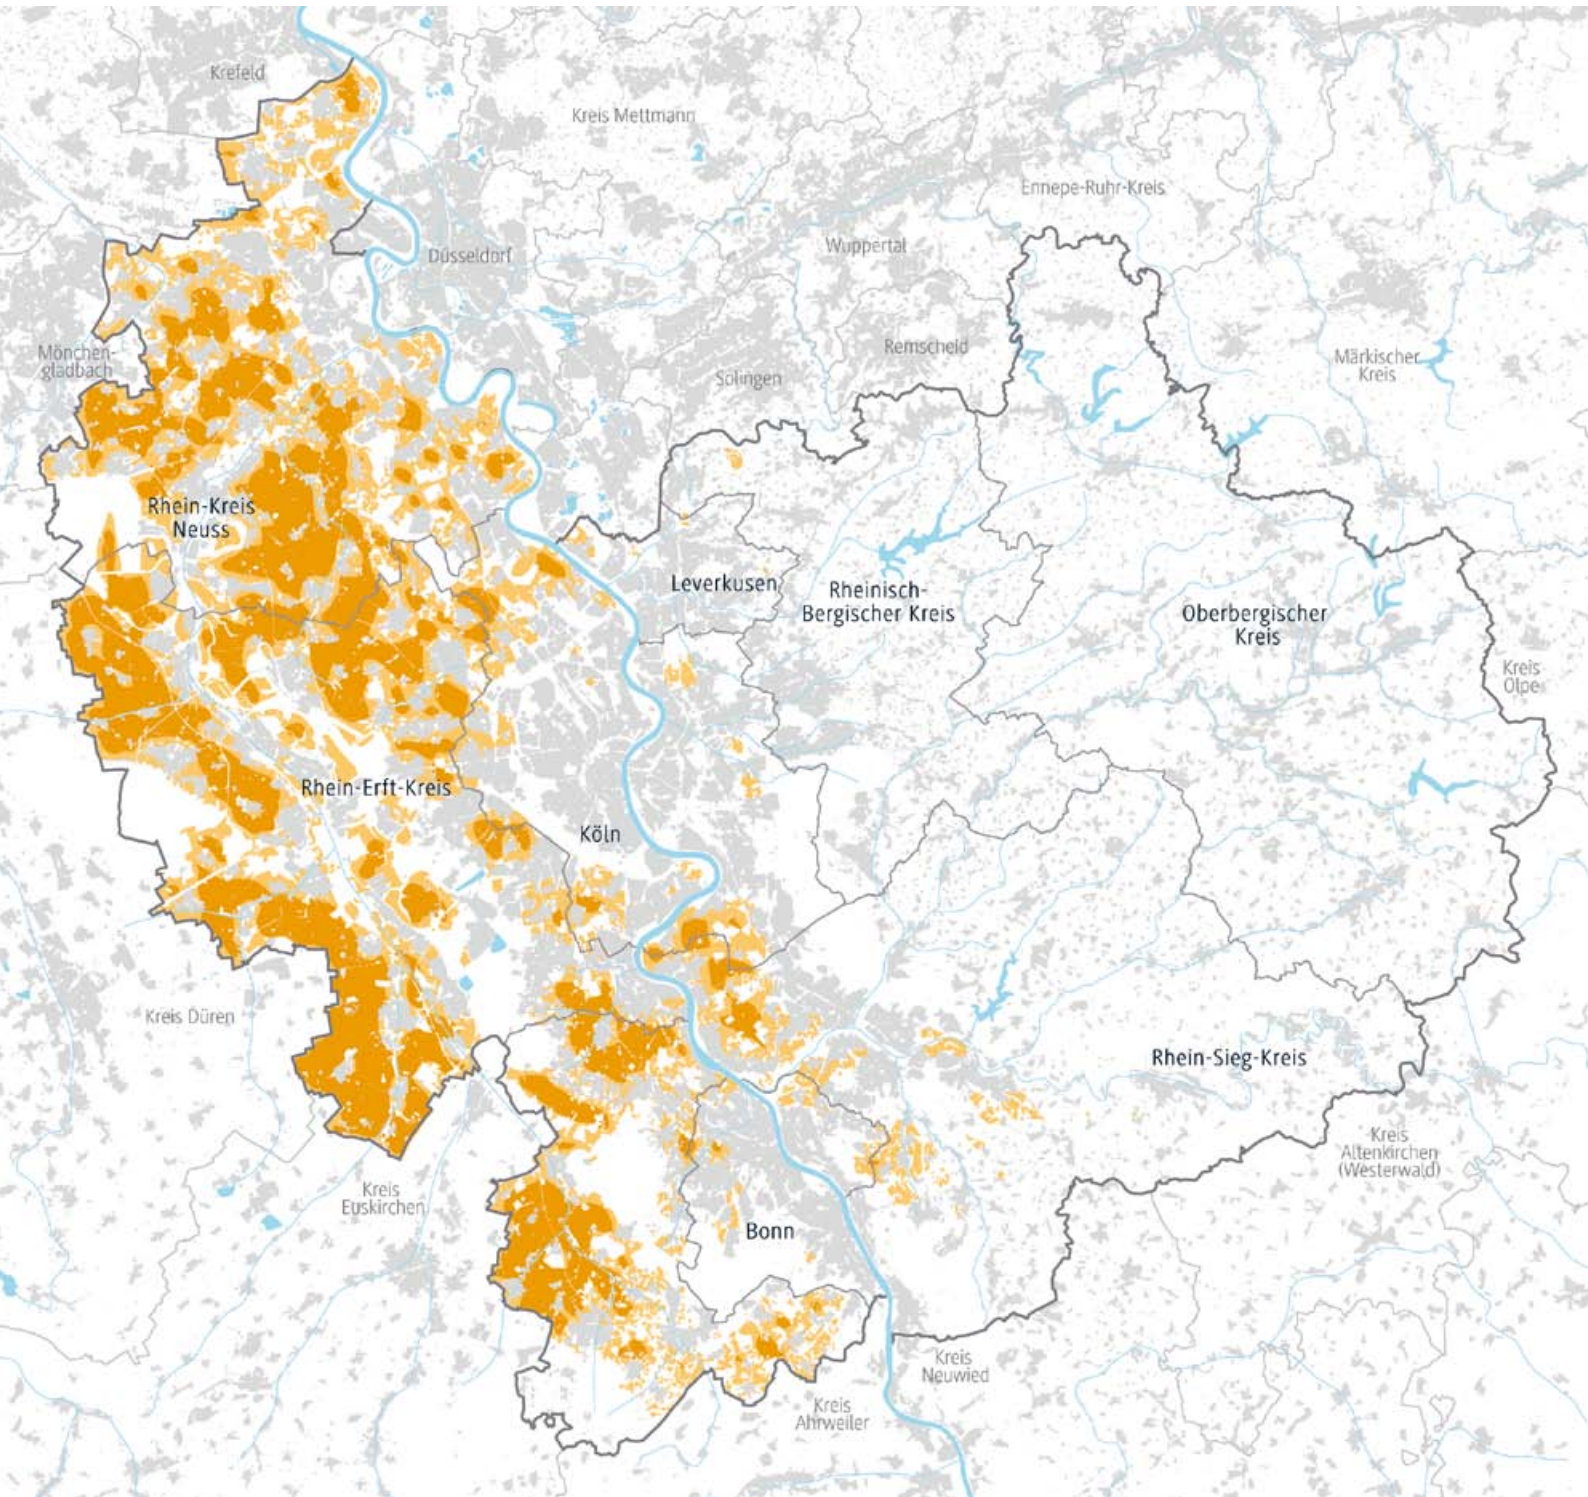 Krefeld
Kreis Mettmann
Ennepe-Ruhr-Kreis
Wuppertal
Düsseldorf
Mönchen-
gladbach
Remscheid
Märkischer
Kreis
Solingen
Rhein-Kreis
Neuss
Leverkusen
Rheinisch-
Bergischer Kreis
Oberbergischer
Kreis
Kreis
Olpe
Rhein-Erft-Kreis
Köln
Kreis Düren
Rhein-Sieg-Kreis
Kreis
Altenkirchen
(Westerwald)
Kreis
Euskirchen
Bonn
Kreis
Neuwied
Kreis
Ahrweiler